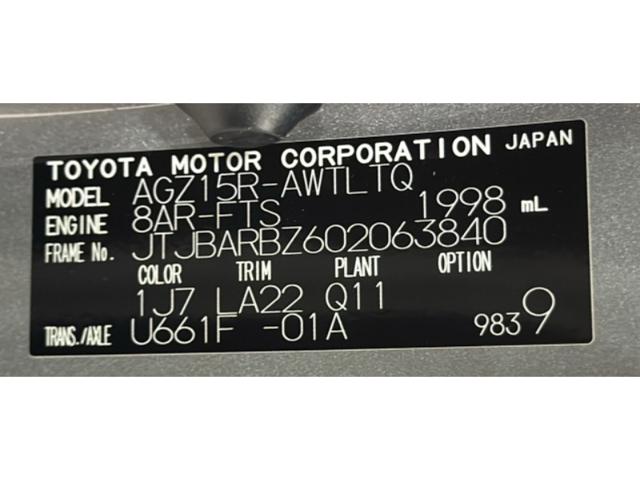 TOYOTA MOTOR CORPORATION JAPAN
MODEL AGZ15R-AWTLTQ
ENGINE 8AR-FTS 1998 mL
FRAME No. JTJBARBZ602063840
COLOR TRIM PLANT OPTION
1J7 LA22 Q11
TRANS./AXLE U661F -01A 9839